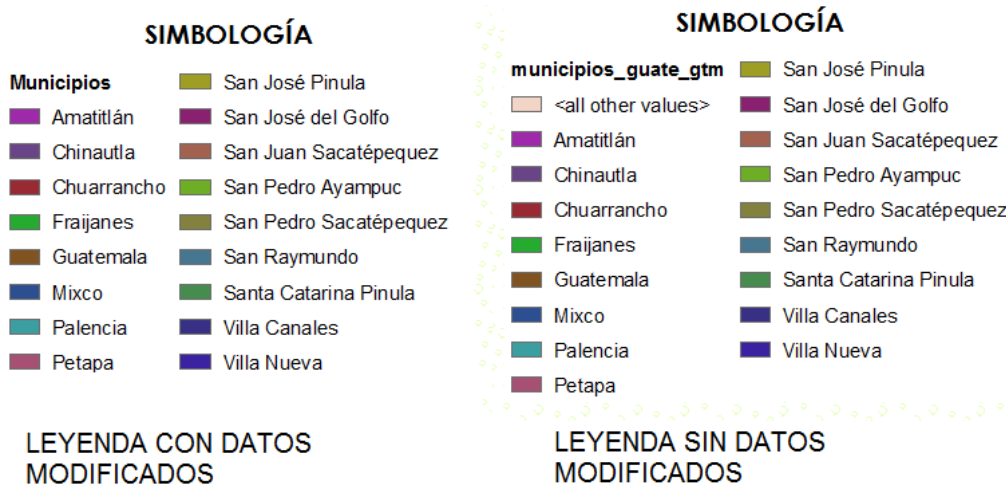 SIMBOLOGÍA
Municipios
Amatitlán
Chinautla
Chuarrancho
Fraijanes
Guatemala
Mixco
Palencia
Petapa
San José Pinula
San José del Golfo
San Juan Sacatépequez
San Pedro Ayampuc
San Pedro Sacatépequez
San Raymundo
Santa Catarina Pinula
Villa Canales
Villa Nueva
LEYENDA CON DATOS
MODIFICADOS
SIMBOLOGÍA
municipios_guate_gtm
<all other values>
Amatitlán
Chinautla
Chuarrancho
Fraijanes
Guatemala
Mixco
Palencia
Petapa
San José Pinula
San José del Golfo
San Juan Sacatépequez
San Pedro Ayampuc
San Pedro Sacatépequez
San Raymundo
Santa Catarina Pinula
Villa Canales
Villa Nueva
LEYENDA SIN DATOS
MODIFICADOS